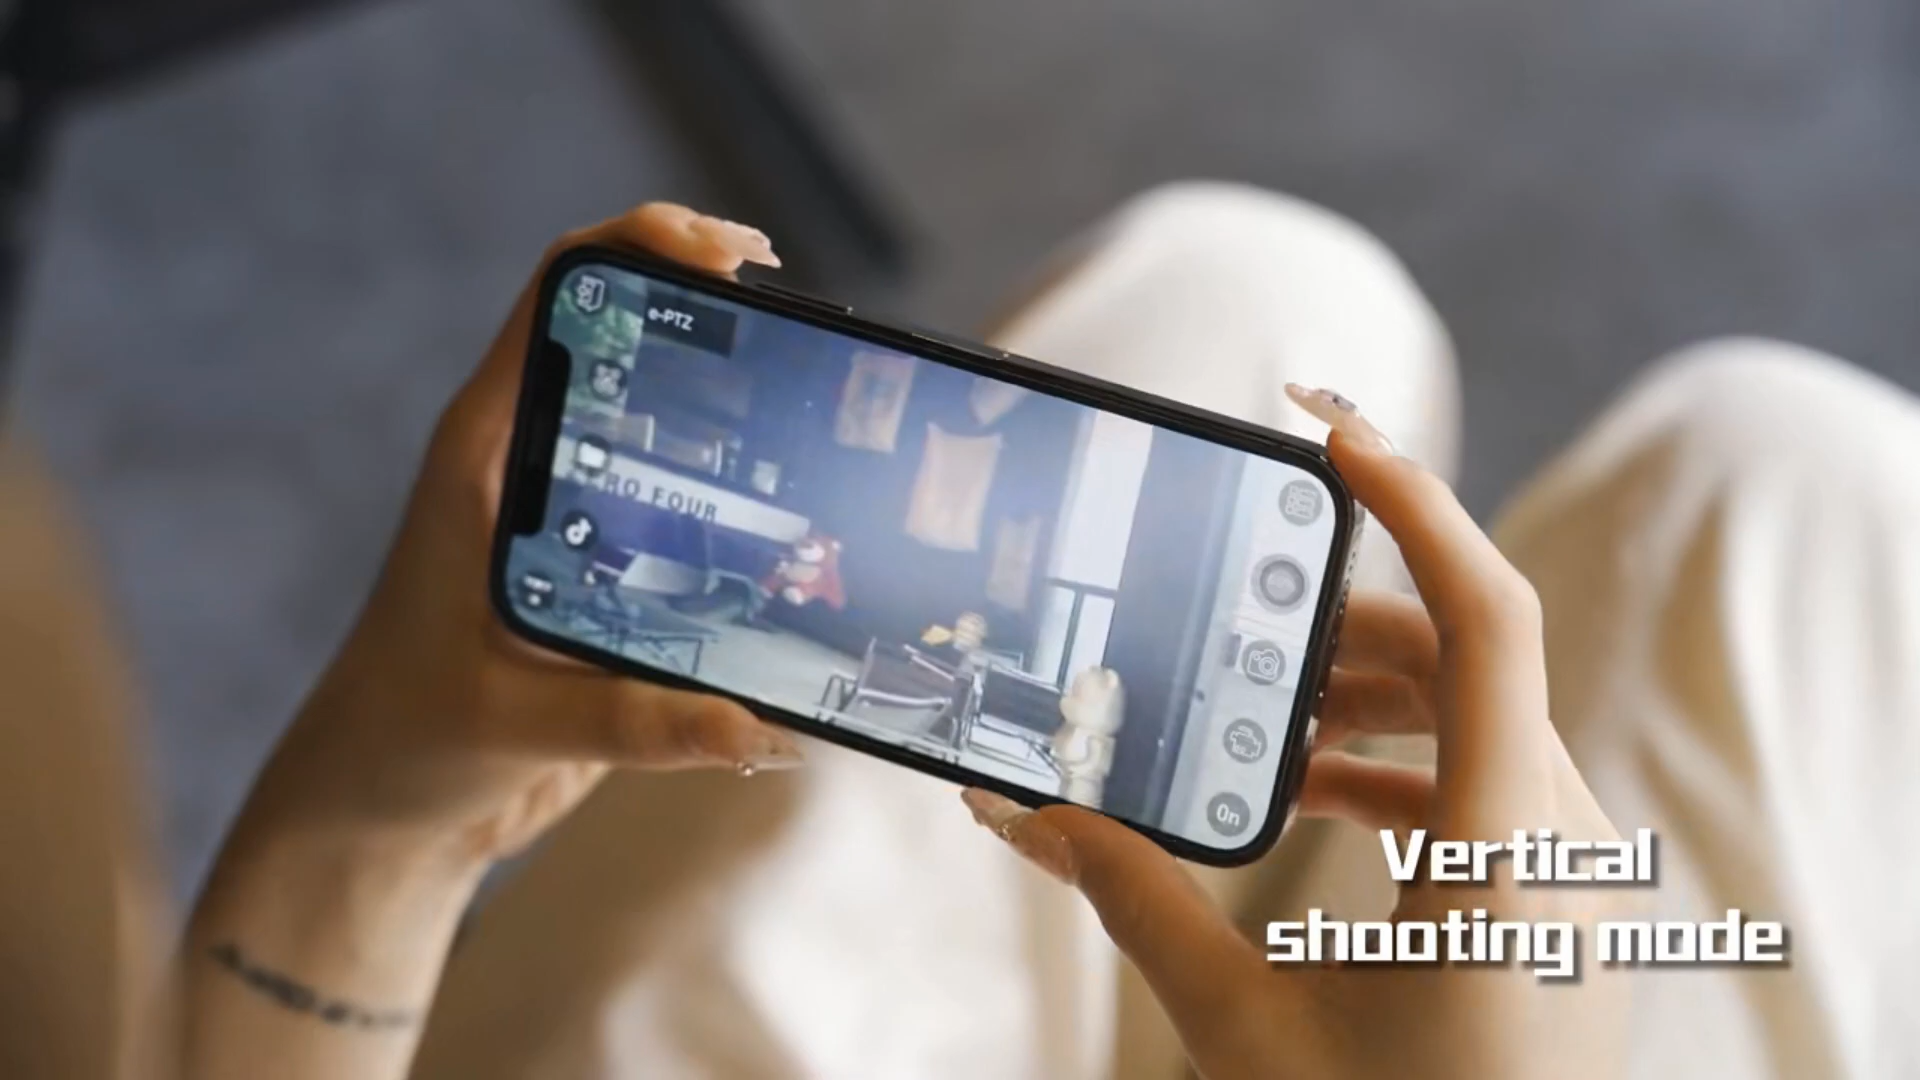 e-PTZ
RO FOUR
On
Vertical
shooting mode